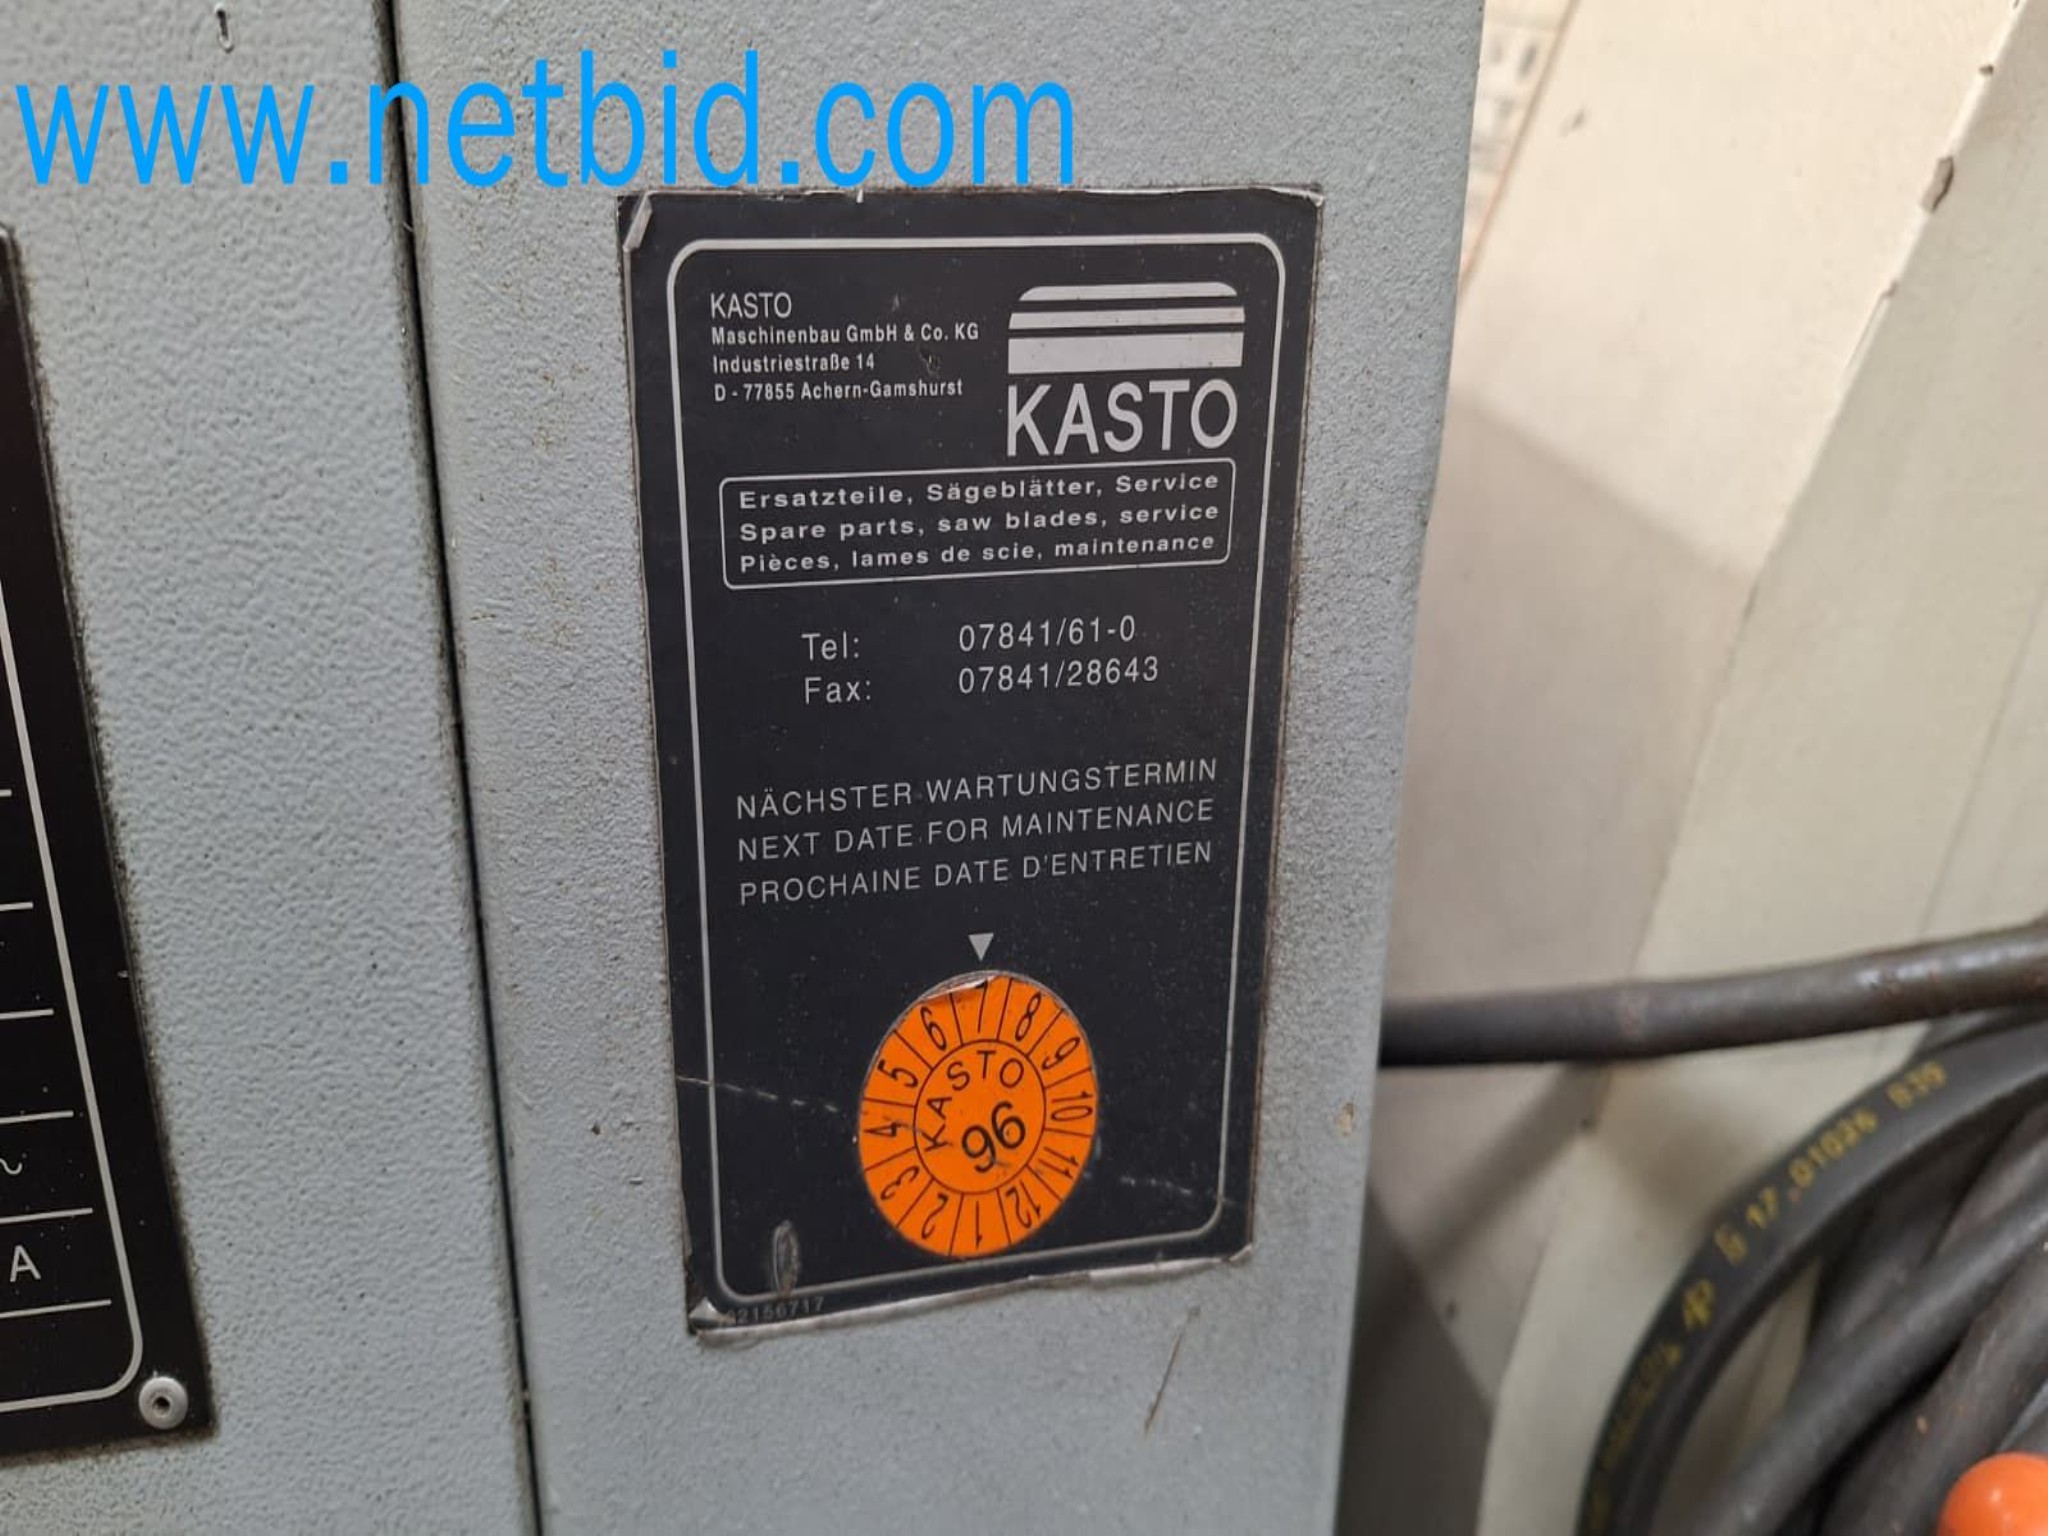 www.netbid.com
KASTO
Maschinenbau GmbH & Co. KG
Industriestraße 14
D - 77855 Achern-Gamshurst
KASTO
Ersatzteile, Sägeblätter, Service
Spare parts, saw blades, service
Pièces, lames de scie, maintenance
Tel: 07841/61-0
Fax: 07841/28643
NÄCHSTER WARTUNGSTERMIN
NEXT DATE FOR MAINTENANCE
PROCHAINE DATE D'ENTRETIEN
1 2 3 4 5 6 7 8 9 10 11 12
KASTO
96
A
17.01026 D39